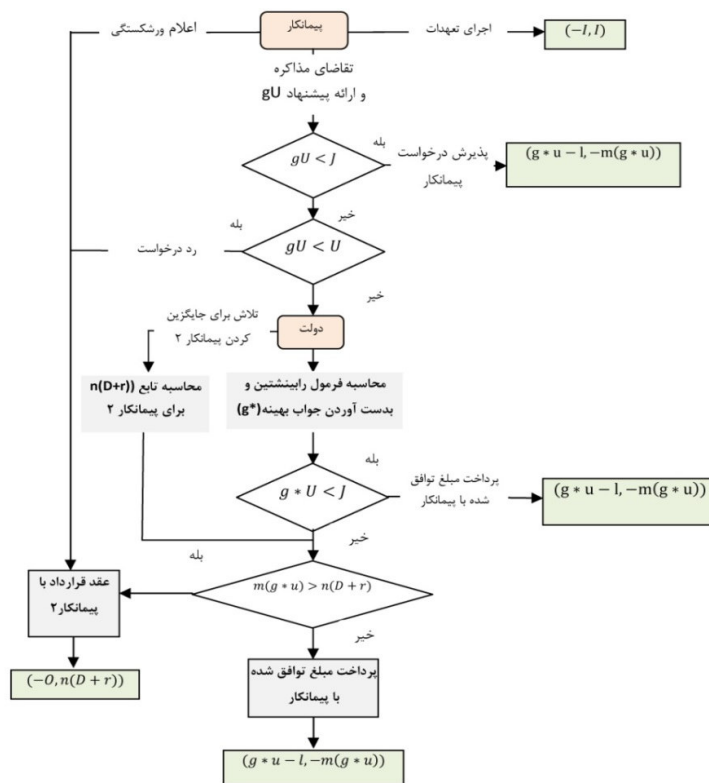 اعلام ورشکستگی
پیمانکار
اجرای تعهدات
(−I, I)
تقاضای مذاکره
و ارائه پیشنهاد gU
gU < J
بله
پذیرش درخواست
پیمانکار
(g ∗ u − l, −m(g ∗ u))
خیر
gU < U
بله
رد درخواست
خیر
دولت
تلاش برای جایگزین
کردن پیمانکار ۲
محاسبه تابع n(D+r))
برای پیمانکار ۲
محاسبه فرمول رابینشتین و
بدست آوردن جواب بهینه(g*)
بله
g ∗ U < J
پرداخت مبلغ توافق
شده با پیمانکار
(g ∗ u − l, −m(g ∗ u))
خیر
بله
m(g ∗ u) > n(D + r)
عقد قرارداد با
پیمانکار۲
(−O, n(D + r))
خیر
پرداخت مبلغ توافق شده
با پیمانکار
(g ∗ u − l, −m(g ∗ u))